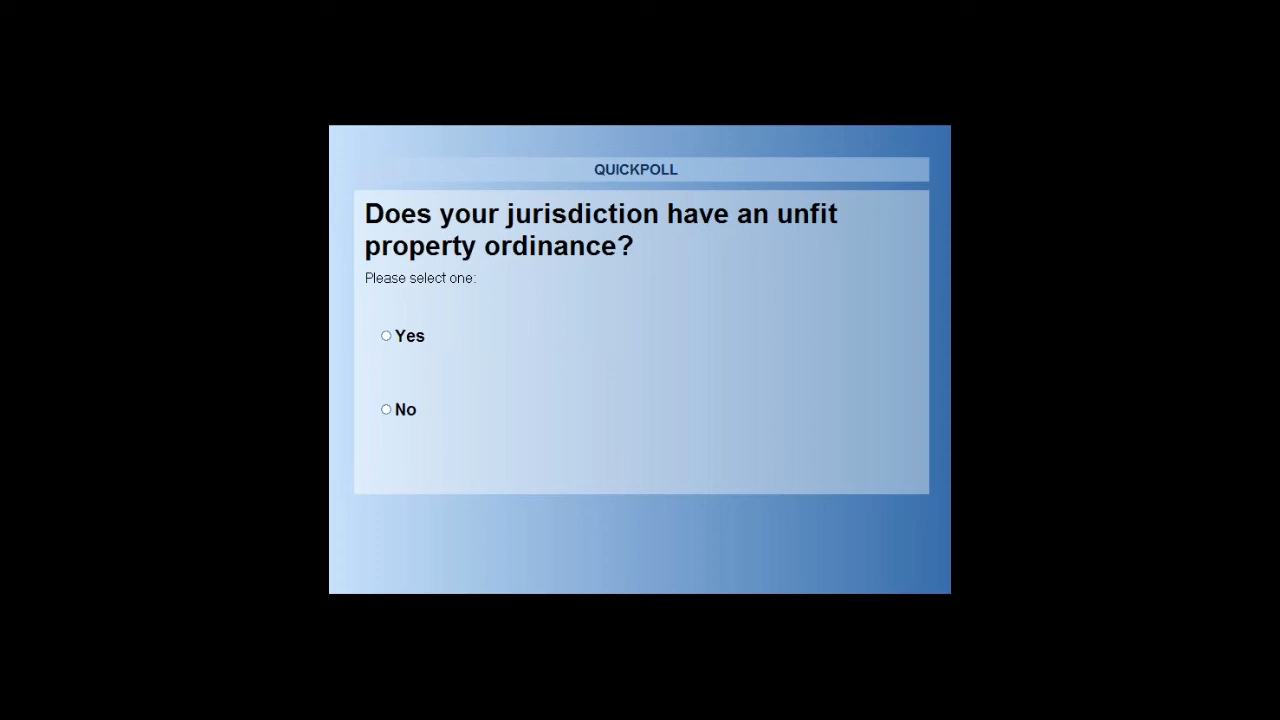 QUICKPOLL
Does your jurisdiction have an unfit
property ordinance?
Please select one:
Yes
No